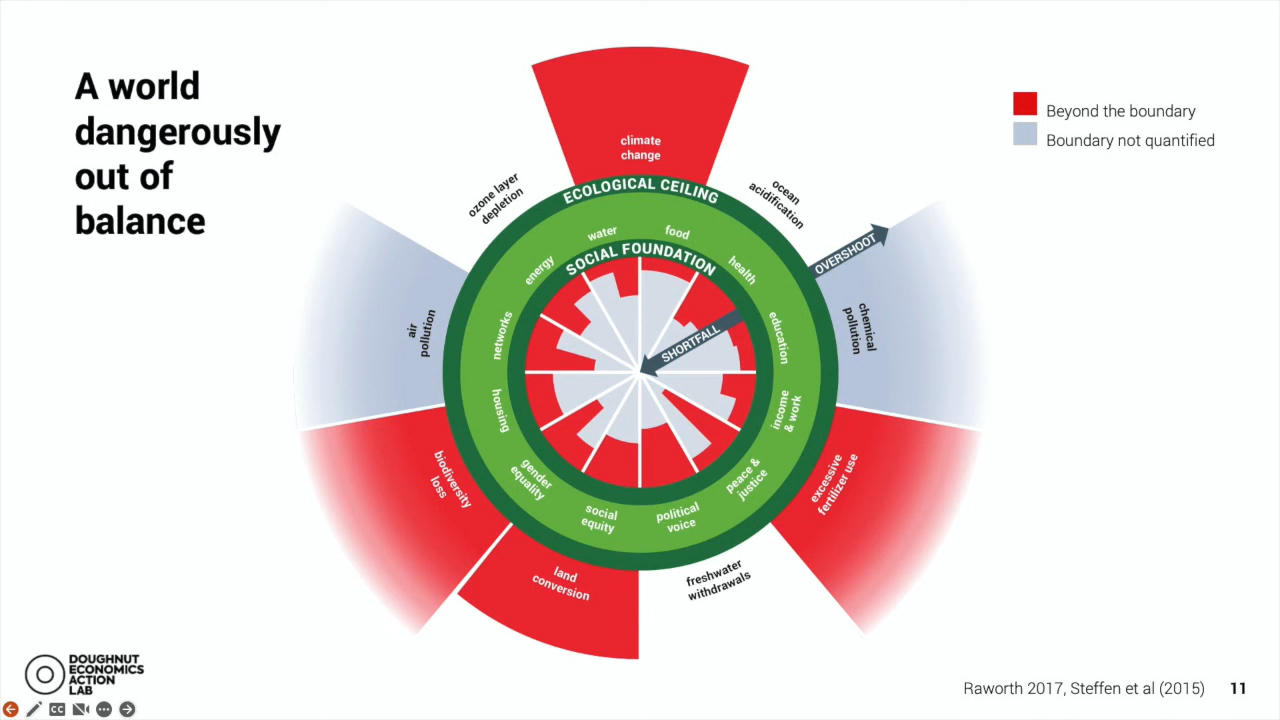 A world
dangerously
out of
balance
Beyond the boundary
Boundary not quantified
climate
change
ozone layer
depletion
ocean
acidification
ECOLOGICAL CEILING
OVERSHOOT
water
food
energy
health
SOCIAL FOUNDATION
networks
education
SHORTFALL
air
pollution
chemical
pollution
housing
income
& work
gender
equality
peace &
justice
social
equity
political
voice
biodiversity
loss
excessive
fertilizer use
land
conversion
freshwater
withdrawals
DOUGHNUT
ECONOMICS
ACTION
LAB
CC
Raworth 2017, Steffen et al (2015) 11